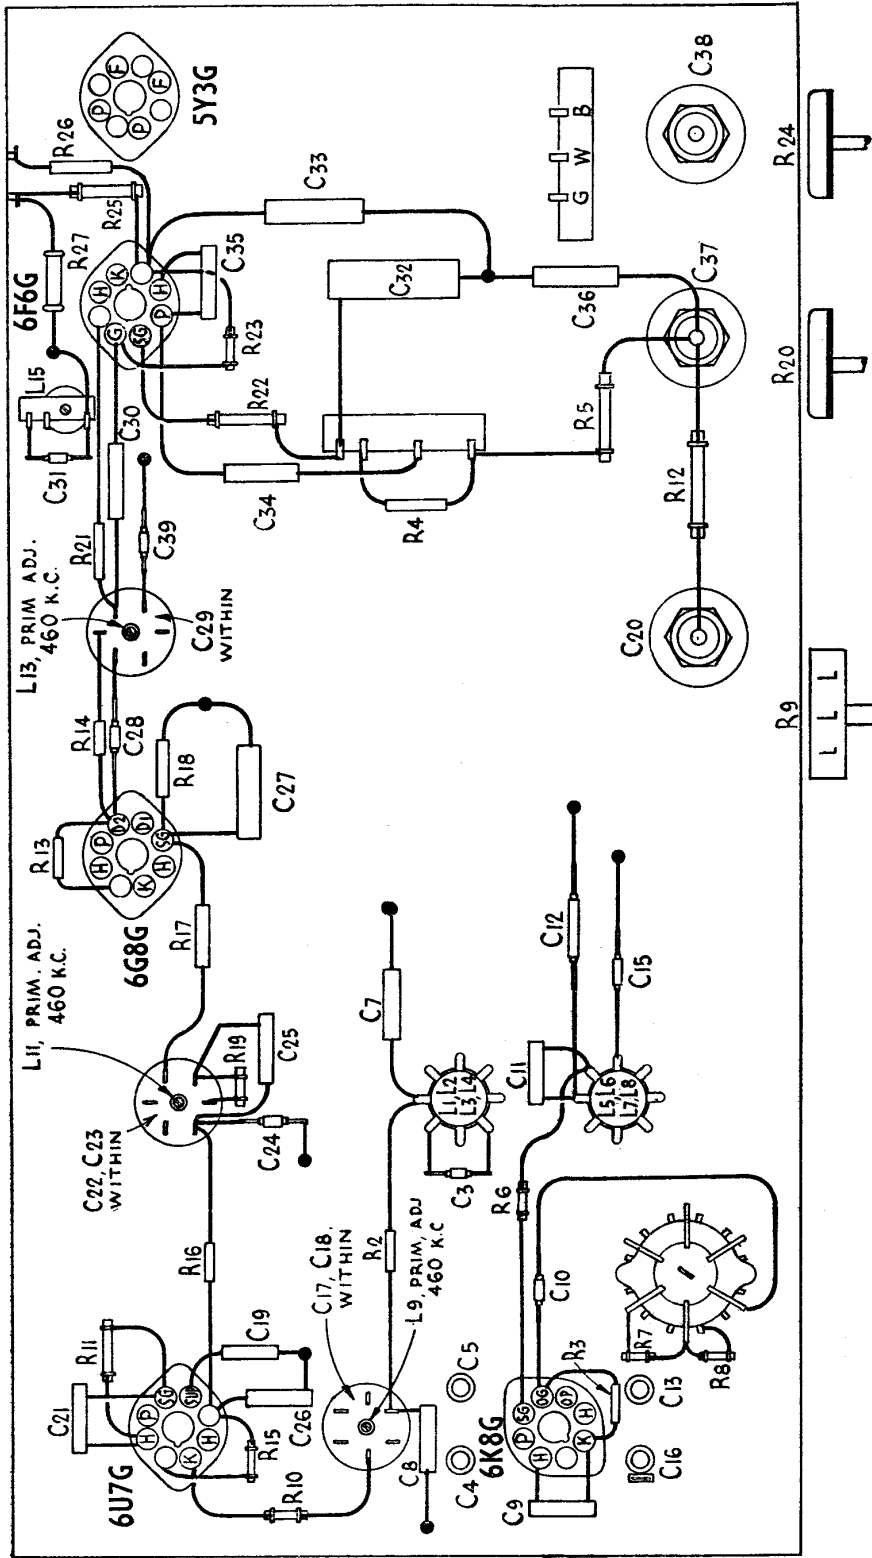 5Y3G
F
F
P
P
R26
R25
R27
6F6G
K
H
H
G
SG
P
C35
C33
R23
L15
C31
C30
R21
C39
R22
C34
C32
C36
R4
R5
R12
G W B
C38
C37
C20
R24
R20
R9
L L L
L13, PRIM ADJ.
460 K.C.
C29
WITHIN
R14
C28
R18
C27
R13
6G8G
H
P
D2
D1
SG
H
K
R17
L11, PRIM. ADJ.
460 K.C.
C22, C23
WITHIN
R19
C25
C24
R16
C7
L1, L2
L3, L4
C3
R2
C12
C15
C11
L5, L6
L7, L8
R6
C10
R7
R8
R11
C21
6U7G
P
SG
SU
H
H
K
C19
C26
R15
R10
C17, C18.
WITHIN
L9, PRIM, ADJ
460 K.C
C8
C5
C4
6K8G
P
SG
OG
OP
H
H
K
R3
C9
C13
C16